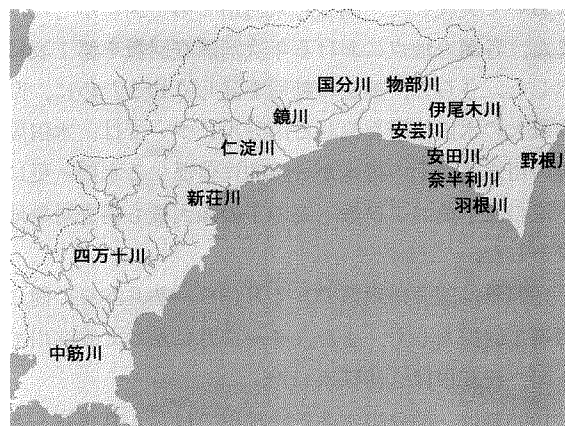 国分川
物部川
伊尾木川
鏡川
安芸川
仁淀川
安田川
野根川
奈半利川
新荘川
羽根川
四万十川
中筋川